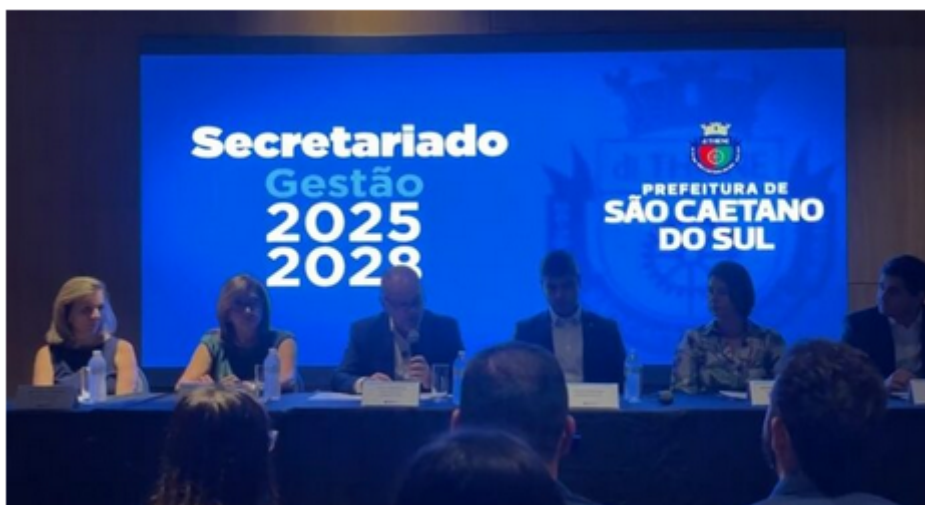 Secretariado
Gestão
2025
2028
PREFEITURA DE
SÃO CAETANO
DO SUL